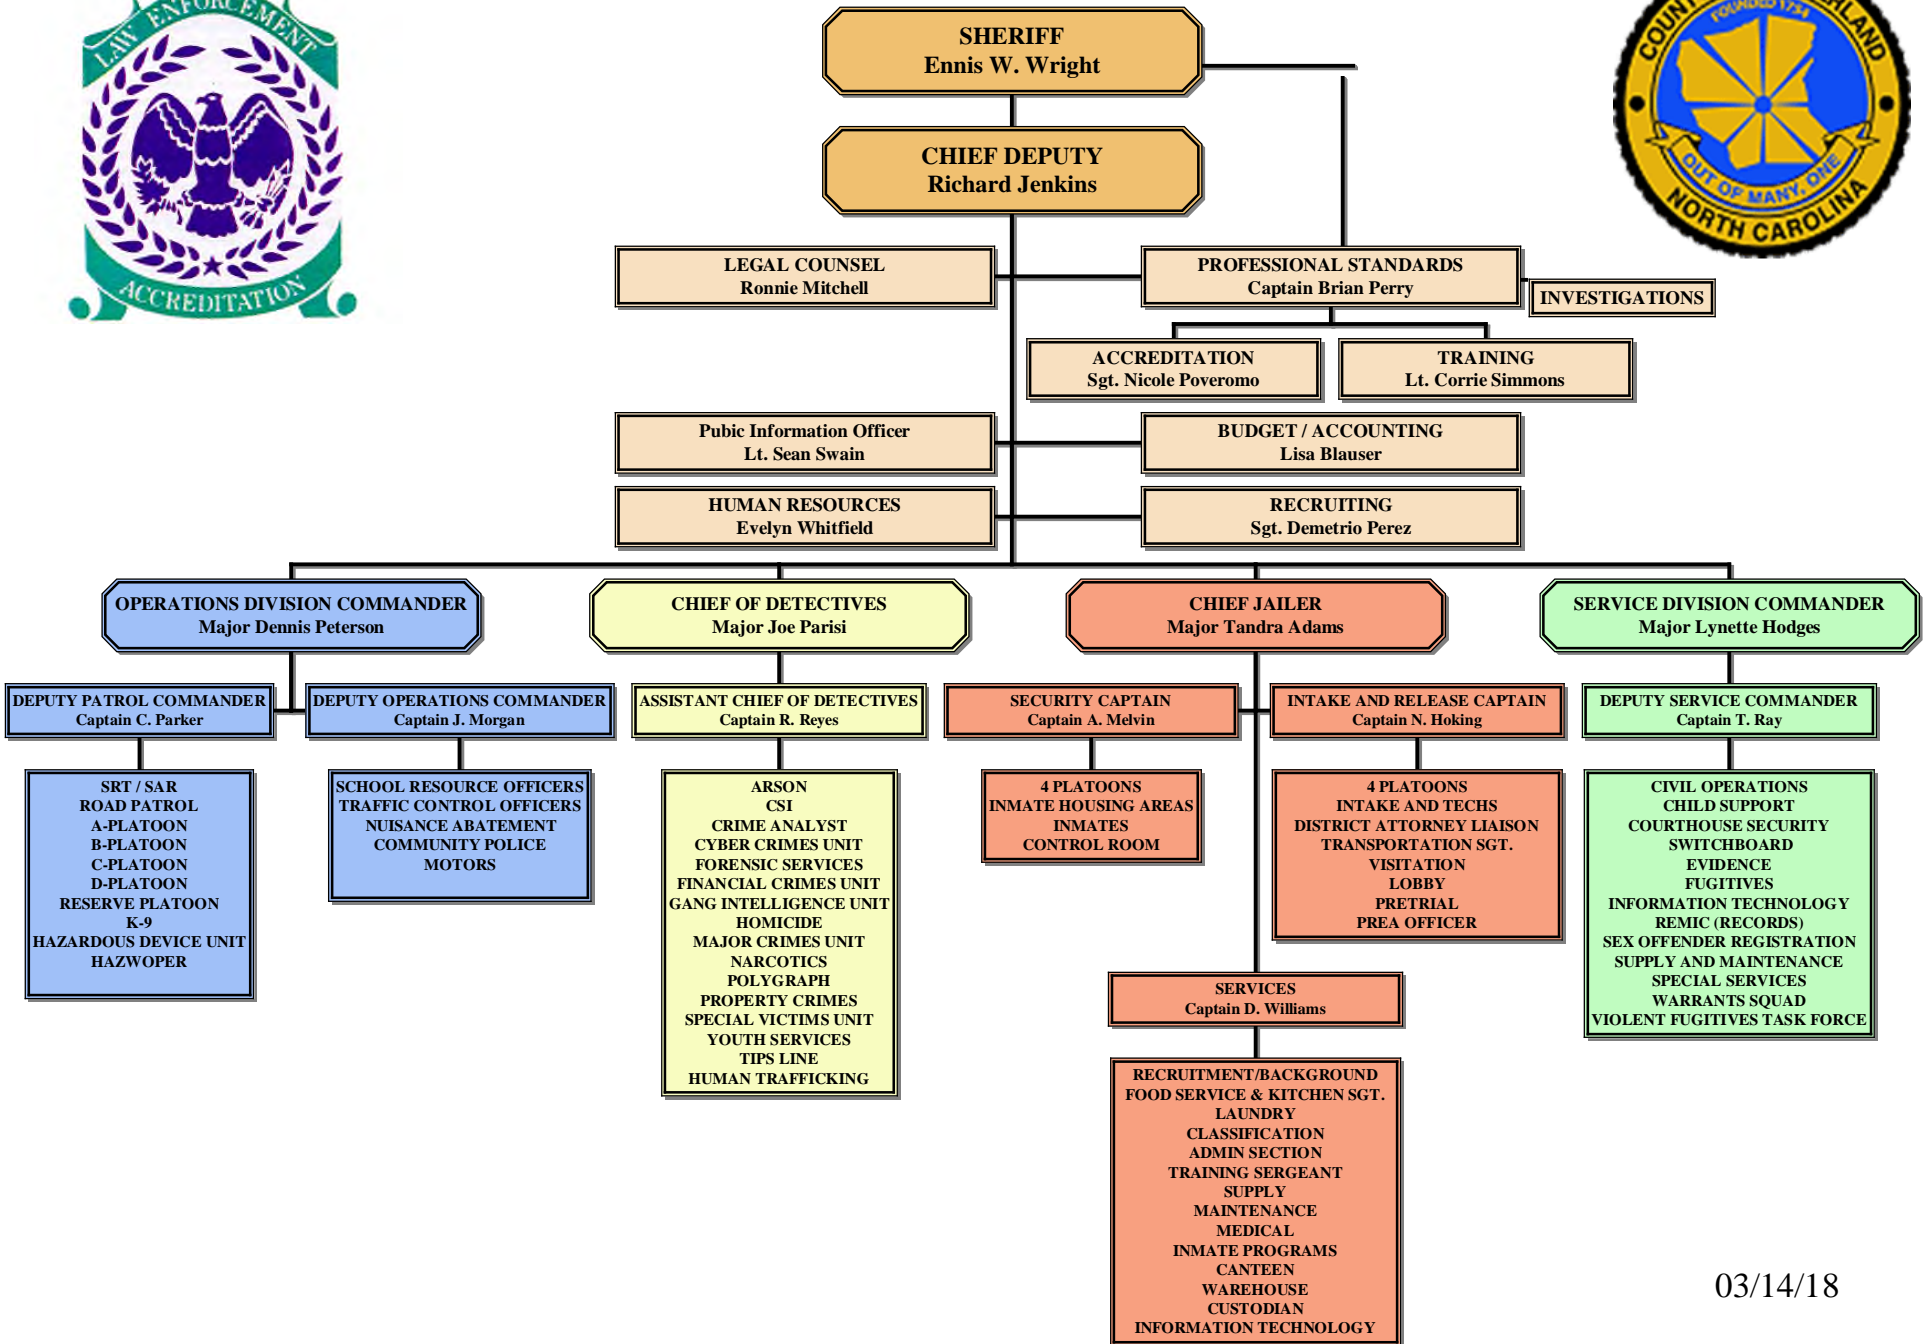 LAW ENFORCEMENT
ACCREDITATION
SHERIFF
Ennis W. Wright
FOUNDED 1754
OUT OF MANY, ONE
NORTH CAROLINA
CHIEF DEPUTY
Richard Jenkins
LEGAL COUNSEL
Ronnie Mitchell
PROFESSIONAL STANDARDS
Captain Brian Perry
INVESTIGATIONS
ACCREDITATION
Sgt. Nicole Poveromo
TRAINING
Lt. Corrie Simmons
Pubic Information Officer
Lt. Sean Swain
BUDGET / ACCOUNTING
Lisa Blauser
HUMAN RESOURCES
Evelyn Whitfield
RECRUITING
Sgt. Demetrio Perez
OPERATIONS DIVISION COMMANDER
Major Dennis Peterson
CHIEF OF DETECTIVES
Major Joe Parisi
CHIEF JAILER
Major Tandra Adams
SERVICE DIVISION COMMANDER
Major Lynette Hodges
DEPUTY PATROL COMMANDER
Captain C. Parker
DEPUTY OPERATIONS COMMANDER
Captain J. Morgan
ASSISTANT CHIEF OF DETECTIVES
Captain R. Reyes
SECURITY CAPTAIN
Captain A. Melvin
INTAKE AND RELEASE CAPTAIN
Captain N. Hoking
DEPUTY SERVICE COMMANDER
Captain T. Ray
SRT / SAR
ROAD PATROL
A-PLATOON
B-PLATOON
C-PLATOON
D-PLATOON
RESERVE PLATOON
K-9
HAZARDOUS DEVICE UNIT
HAZWOPER
SCHOOL RESOURCE OFFICERS
TRAFFIC CONTROL OFFICERS
NUISANCE ABATEMENT
COMMUNITY POLICE
MOTORS
ARSON
CSI
CRIME ANALYST
CYBER CRIMES UNIT
FORENSIC SERVICES
FINANCIAL CRIMES UNIT
GANG INTELLIGENCE UNIT
HOMICIDE
MAJOR CRIMES UNIT
NARCOTICS
POLYGRAPH
PROPERTY CRIMES
SPECIAL VICTIMS UNIT
YOUTH SERVICES
TIPS LINE
HUMAN TRAFFICKING
4 PLATOONS
INMATE HOUSING AREAS
INMATES
CONTROL ROOM
4 PLATOONS
INTAKE AND TECHS
DISTRICT ATTORNEY LIAISON
TRANSPORTATION SGT.
VISITATION
LOBBY
PRETRIAL
PREA OFFICER
CIVIL OPERATIONS
CHILD SUPPORT
COURTHOUSE SECURITY
SWITCHBOARD
EVIDENCE
FUGITIVES
INFORMATION TECHNOLOGY
REMIC (RECORDS)
SEX OFFENDER REGISTRATION
SUPPLY AND MAINTENANCE
SPECIAL SERVICES
WARRANTS SQUAD
VIOLENT FUGITIVES TASK FORCE
SERVICES
Captain D. Williams
RECRUITMENT/BACKGROUND
FOOD SERVICE & KITCHEN SGT.
LAUNDRY
CLASSIFICATION
ADMIN SECTION
TRAINING SERGEANT
SUPPLY
MAINTENANCE
MEDICAL
INMATE PROGRAMS
CANTEEN
WAREHOUSE
CUSTODIAN
INFORMATION TECHNOLOGY
03/14/18